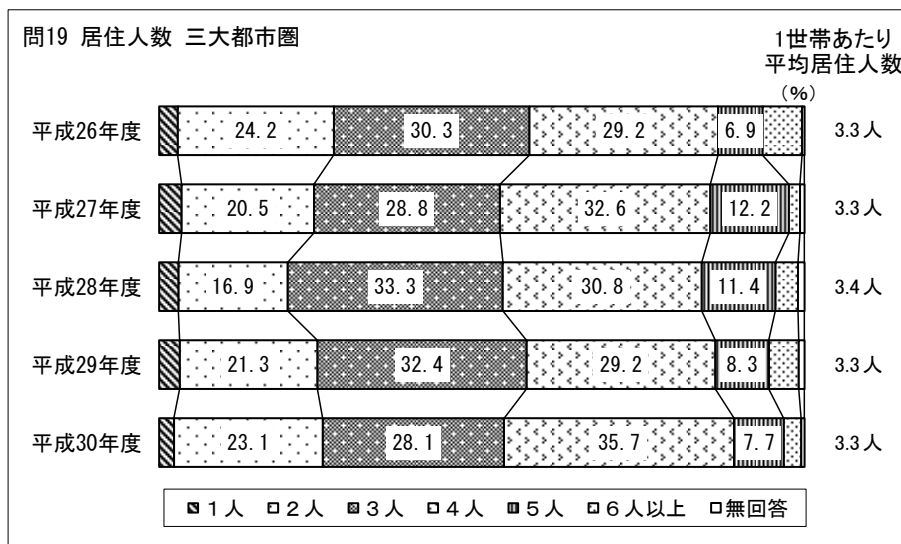 問19 居住人数 三大都市圏
1世帯あたり
平均居住人数
(%)
平成26年度 24.2 30.3 29.2 6.9 3.3人
平成27年度 20.5 28.8 32.6 12.2 3.3人
平成28年度 16.9 33.3 30.8 11.4 3.4人
平成29年度 21.3 32.4 29.2 8.3 3.3人
平成30年度 23.1 28.1 35.7 7.7 3.3人
1人 2人 3人 4人 5人 6人以上 無回答